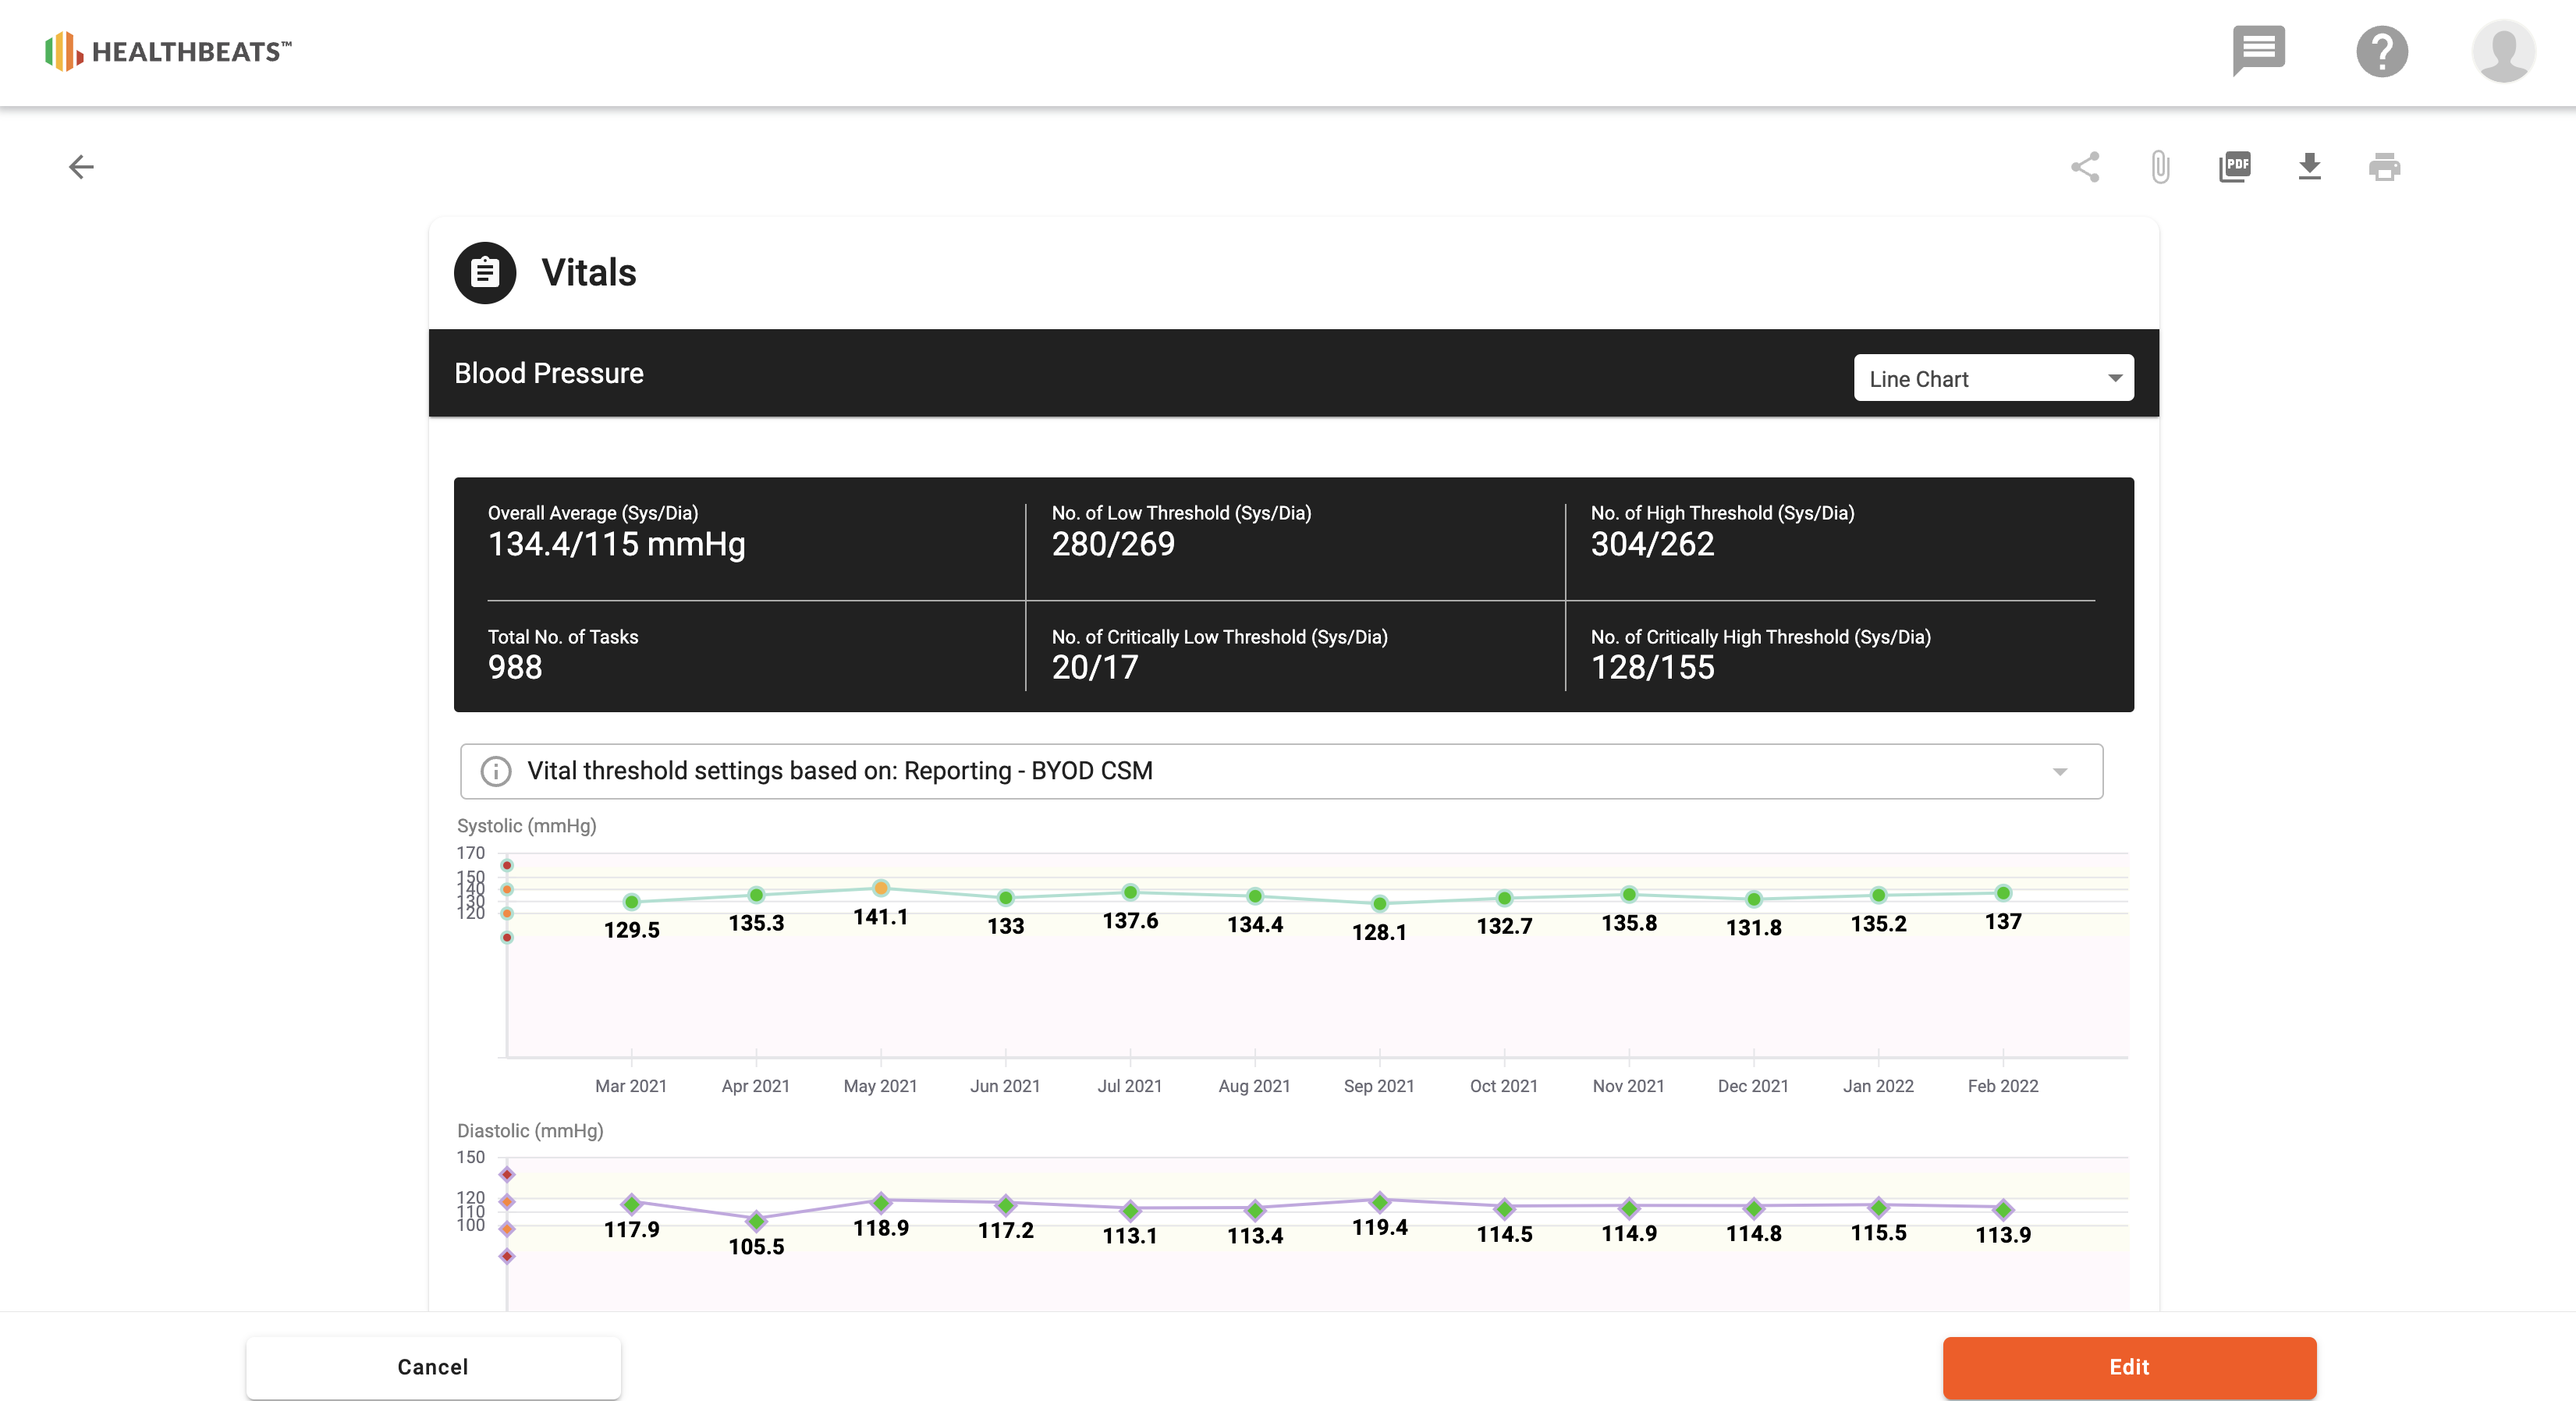 HEALTHBEATS™
PDF
Vitals
Blood Pressure
Line Chart
Overall Average (Sys/Dia)
134.4/115 mmHg
No. of Low Threshold (Sys/Dia)
280/269
No. of High Threshold (Sys/Dia)
304/262
Total No. of Tasks
988
No. of Critically Low Threshold (Sys/Dia)
20/17
No. of Critically High Threshold (Sys/Dia)
128/155
Vital threshold settings based on: Reporting - BYOD CSM
Systolic (mmHg)
170
150
140
130
120
129.5 135.3 141.1 133 137.6 134.4 128.1 132.7 135.8 131.8 135.2 137
Mar 2021 Apr 2021 May 2021 Jun 2021 Jul 2021 Aug 2021 Sep 2021 Oct 2021 Nov 2021 Dec 2021 Jan 2022 Feb 2022
Diastolic (mmHg)
150
120
110
100
117.9 105.5 118.9 117.2 113.1 113.4 119.4 114.5 114.9 114.8 115.5 113.9
Cancel
Edit